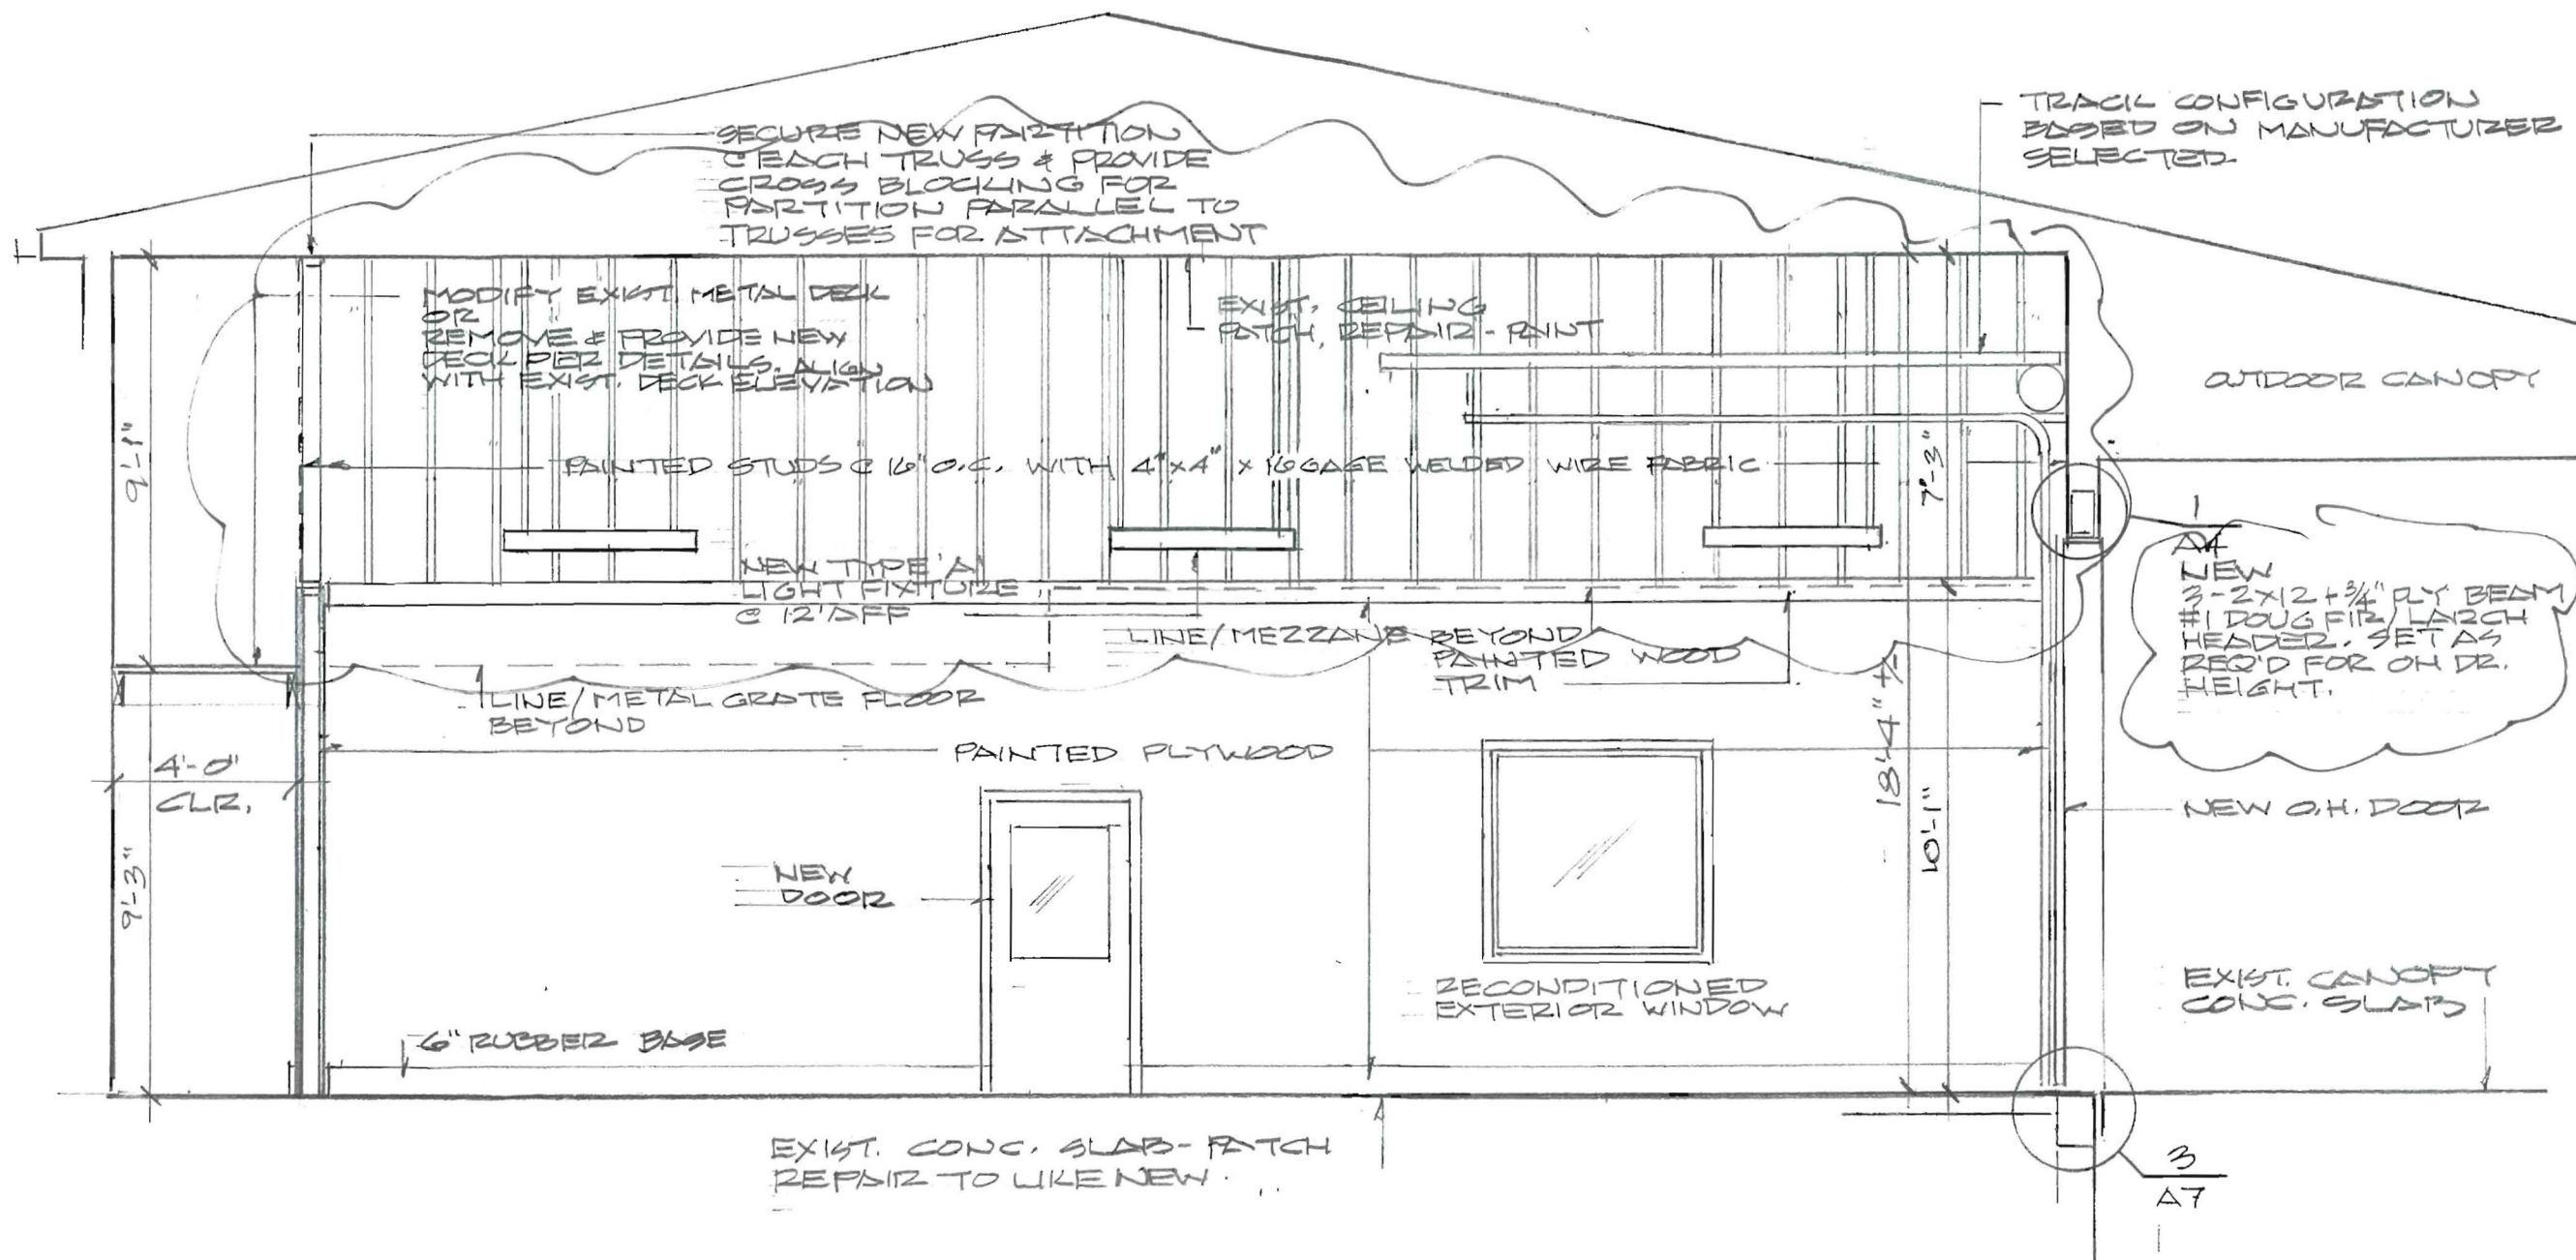 TRACK CONFIGURATION
BASED ON MANUFACTURER
SELECTED.
SECURE NEW PARTITION
@ EACH TRUSS & PROVIDE
CROSS BLOCKING FOR
PARTITION PARALLEL TO
TRUSSES FOR ATTACHMENT
MODIFY EXIST. METAL DECK
OR
REMOVE & PROVIDE NEW
DECK PIER DETAILS. ALIGN
WITH EXIST. DECK ELEVATION
EXIST. CEILING
PATCH, REPAIR - PAINT
OUTDOOR CANOPY
9'-1"
PAINTED STUDS @ 16" O.C. WITH 4"x4" x 16 GAGE WELDED WIRE FABRIC
7'-3"
1
A4
NEW
3-2x12 + 3/4" PLY BEAM
#1 DOUG FIR/LARCH
HEADER. SET AS
REQ'D FOR OH DR.
HEIGHT.
NEW TYPE 'A'
LIGHT FIXTURE
@ 12' AFF
LINE/MEZZANE BEYOND
PAINTED WOOD
TRIM
LINE/METAL GRATE FLOOR
BEYOND
18'-4" +/-
PAINTED PLYWOOD
4'-0"
CLR.
10'-1"
NEW O.H. DOOR
NEW
DOOR
9'-3"
RECONDITIONED
EXTERIOR WINDOW
EXIST. CANOPY
CONC. SLAB
6" RUBBER BASE
EXIST. CONC. SLAB - PATCH
REPAIR TO LIKE NEW.
3
A7